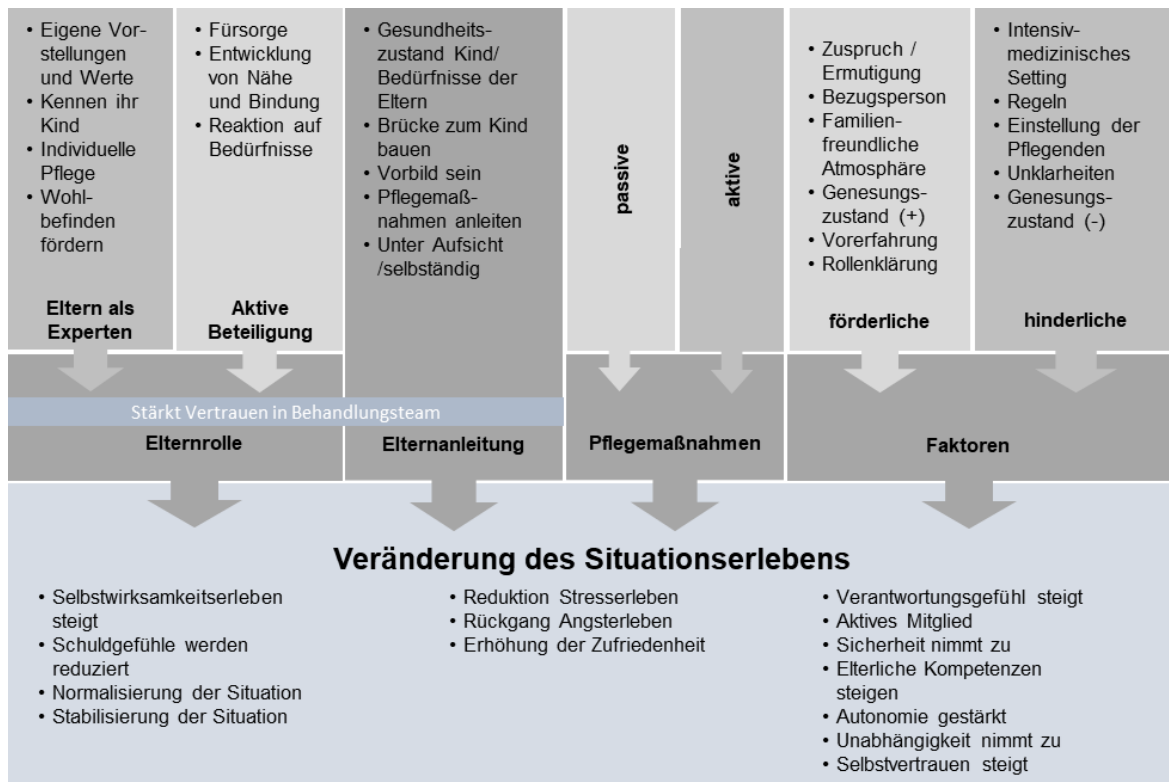 • Eigene Vor-
stellungen
und Werte
• Kennen ihr
Kind
• Individuelle
Pflege
• Wohl-
befinden
fördern
Eltern als
Experten
• Fürsorge
• Entwicklung
von Nähe
und Bindung
• Reaktion auf
Bedürfnisse
Aktive
Beteiligung
• Gesundheits-
zustand Kind/
Bedürfnisse der
Eltern
• Brücke zum Kind
bauen
• Vorbild sein
• Pflegemaß-
nahmen anleiten
• Unter Aufsicht
/selbständig
passive
aktive
• Zuspruch /
Ermutigung
• Bezugsperson
• Familien-
freundliche
Atmosphäre
• Genesungs-
zustand (+)
• Vorerfahrung
• Rollenklärung
förderliche
• Intensiv-
medizinisches
Setting
• Regeln
• Einstellung der
Pflegenden
• Unklarheiten
• Genesungs-
zustand (-)
hinderliche
Stärkt Vertrauen in Behandlungsteam
Elternrolle
Elternanleitung
Pflegemaßnahmen
Faktoren
Veränderung des Situationserlebens
• Selbstwirksamkeitserleben
steigt
• Schuldgefühle werden
reduziert
• Normalisierung der Situation
• Stabilisierung der Situation
• Reduktion Stresserleben
• Rückgang Angsterleben
• Erhöhung der Zufriedenheit
• Verantwortungsgefühl steigt
• Aktives Mitglied
• Sicherheit nimmt zu
• Elterliche Kompetenzen
steigen
• Autonomie gestärkt
• Unabhängigkeit nimmt zu
• Selbstvertrauen steigt